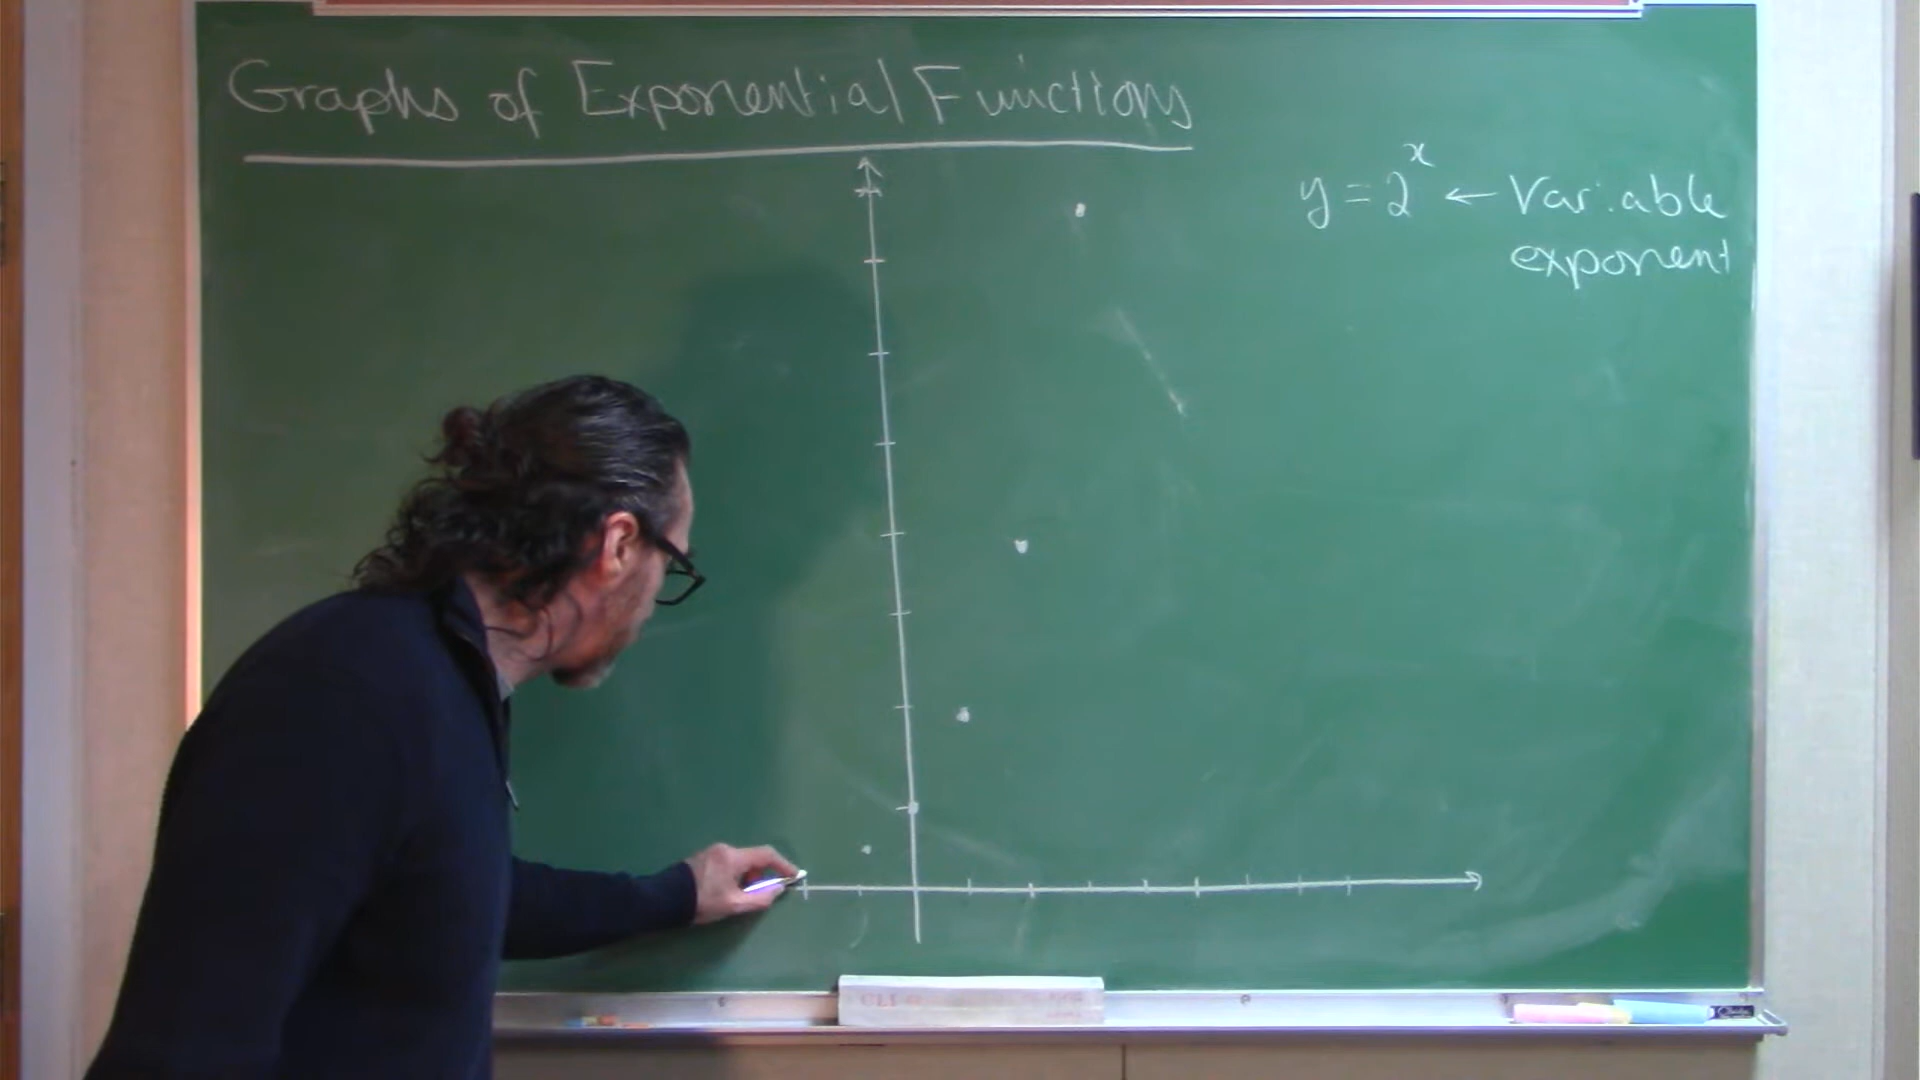 Graphs of Exponential Functions
y = 2^x ← Variable
exponent